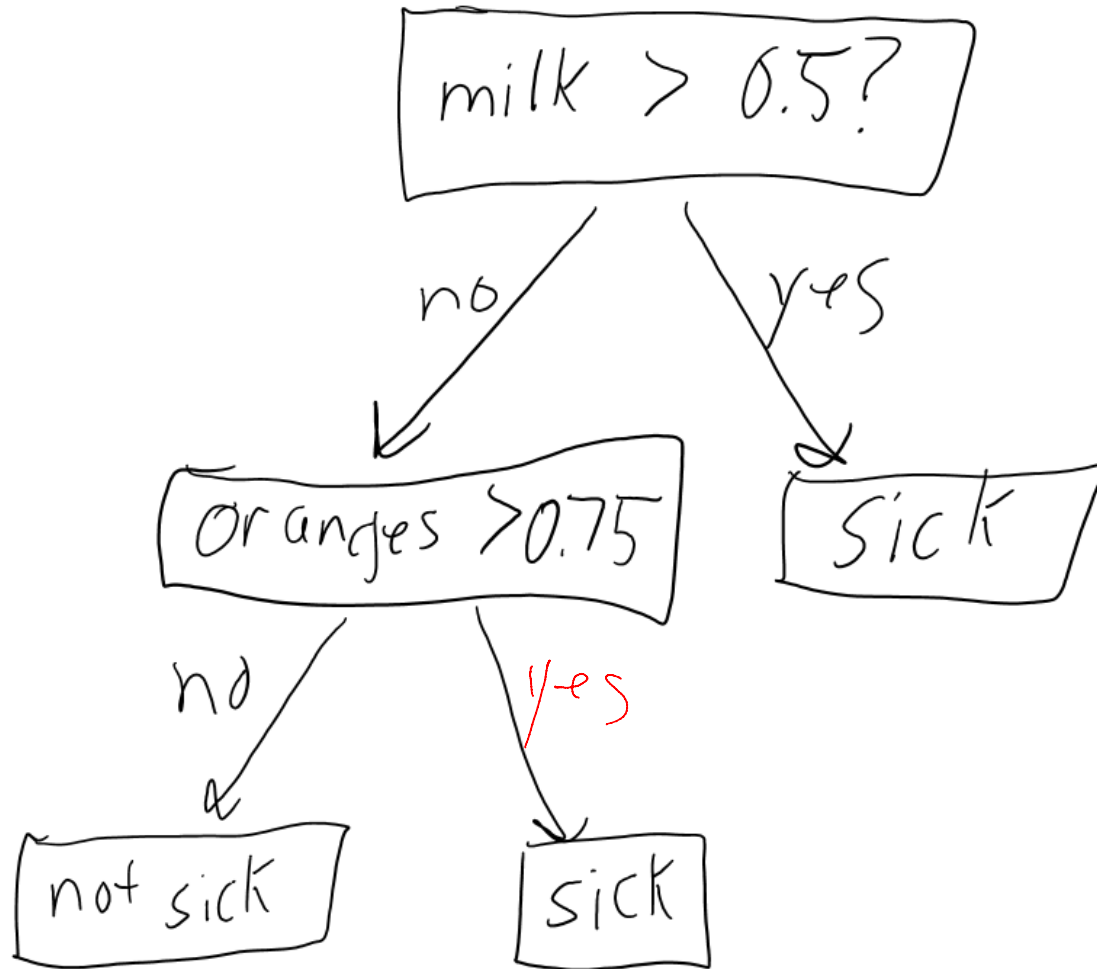 milk > 0.5?
no
yes
oranges >0.75
sick
no
yes
not sick
sick